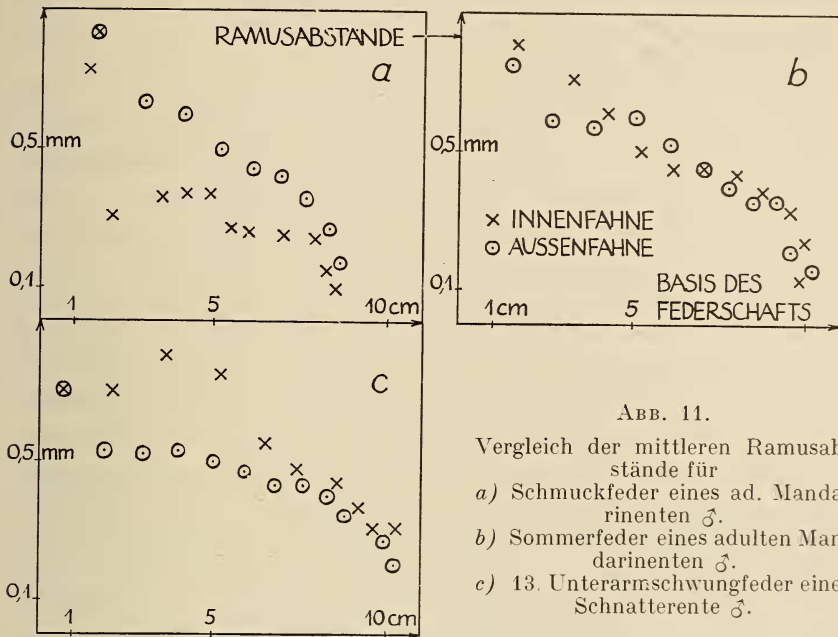 RAMUSABSTÄNDE
a
0,5 mm
0,1
1 5 10 cm
b
0,5 mm
× INNENFAHNE
⊙ AUSSENFAHNE
0,1
BASIS DES
FEDERSCHAFTS
1 cm 5
c
0,5 mm
0,1
1 5 10 cm
ABB. 11.
Vergleich der mittleren Ramusab
stände für
a) Schmuckfeder eines ad. Manda
rinenten ♂.
b) Sommerfeder eines adulten Man
darinenten ♂.
c) 13. Unterarmschwungfeder eine
Schnatterente ♂.